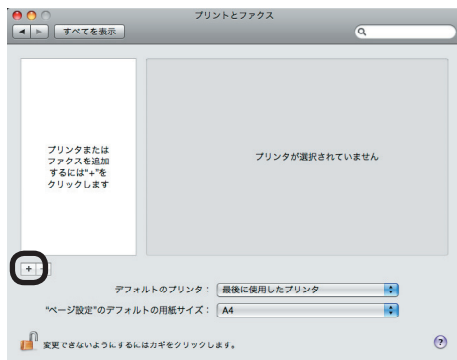 プリントとファクス
すべてを表示
プリンタまたは
ファクスを追加
するには"+"を
クリックします
プリンタが選択されていません
+ -
デフォルトのプリンタ： 最後に使用したプリンタ
"ページ設定"のデフォルトの用紙サイズ： A4
変更できないようにするにはカギをクリックします。
?